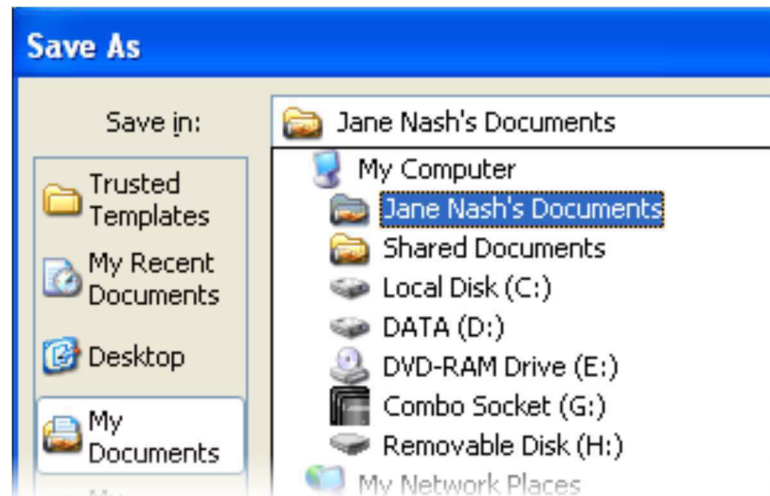 Save As
Save in:
Jane Nash's Documents
Trusted
Templates
My Recent
Documents
Desktop
My
Documents
My Computer
Jane Nash's Documents
Shared Documents
Local Disk (C:)
DATA (D:)
DVD-RAM Drive (E:)
Combo Socket (G:)
Removable Disk (H:)
My Network Places